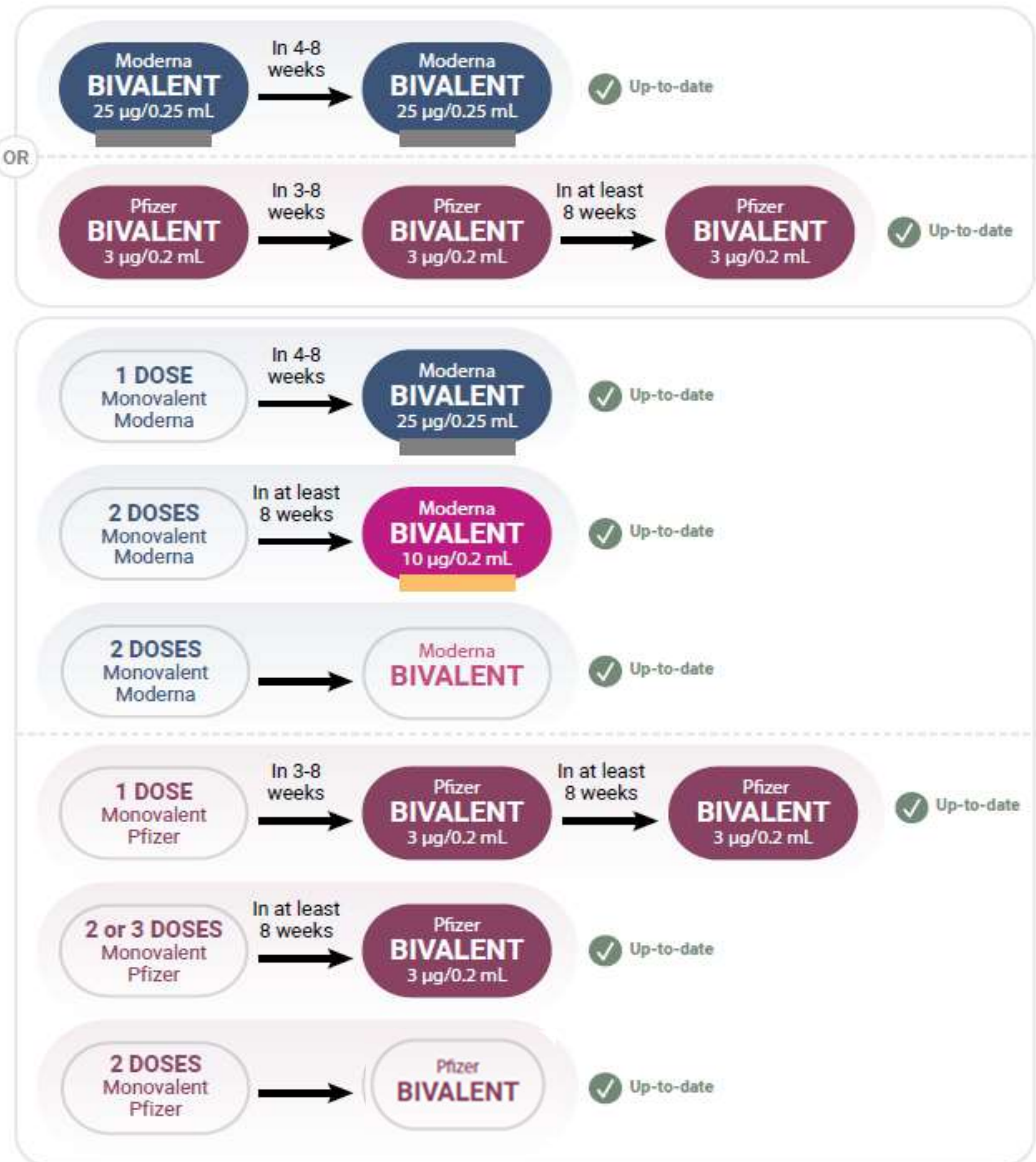 In 4-8
weeks
Moderna
BIVALENT
25 µg/0.25 mL
Moderna
BIVALENT
25 µg/0.25 mL
Up-to-date
OR
In 3-8
weeks
In at least
8 weeks
Pfizer
BIVALENT
3 µg/0.2 mL
Pfizer
BIVALENT
3 µg/0.2 mL
Pfizer
BIVALENT
3 µg/0.2 mL
Up-to-date
1 DOSE
Monovalent
Moderna
In 4-8
weeks
Moderna
BIVALENT
25 µg/0.25 mL
Up-to-date
2 DOSES
Monovalent
Moderna
In at least
8 weeks
Moderna
BIVALENT
10 µg/0.2 mL
Up-to-date
2 DOSES
Monovalent
Moderna
Moderna
BIVALENT
Up-to-date
1 DOSE
Monovalent
Pfizer
In 3-8
weeks
Pfizer
BIVALENT
3 µg/0.2 mL
In at least
8 weeks
Pfizer
BIVALENT
3 µg/0.2 mL
Up-to-date
2 or 3 DOSES
Monovalent
Pfizer
In at least
8 weeks
Pfizer
BIVALENT
3 µg/0.2 mL
Up-to-date
2 DOSES
Monovalent
Pfizer
Pfizer
BIVALENT
Up-to-date